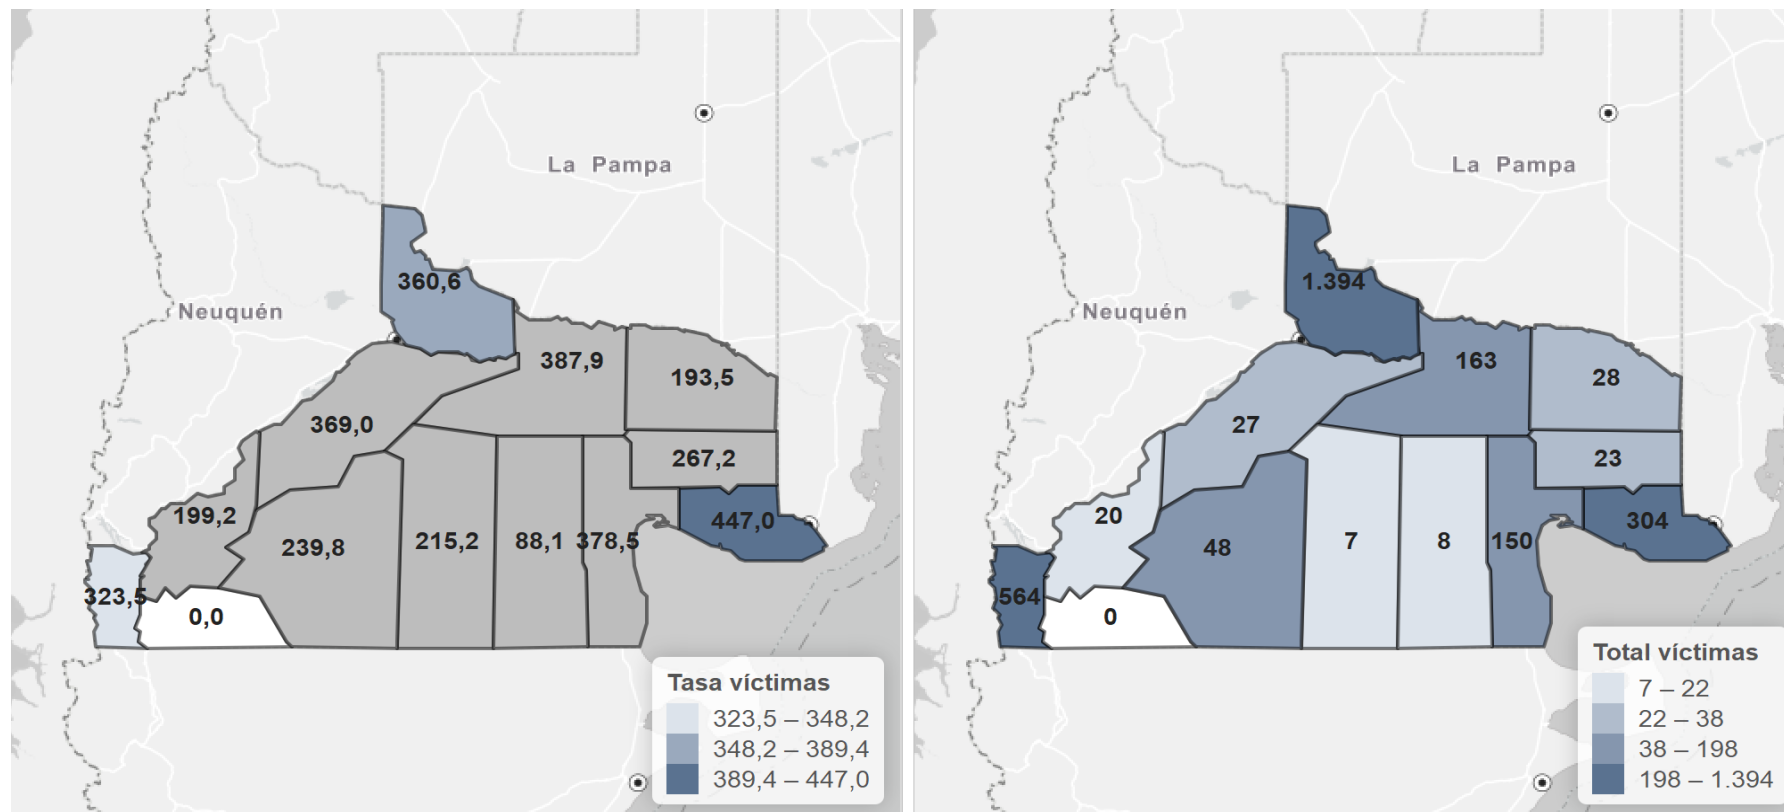 La Pampa
Neuquén
360,6
387,9
193,5
369,0
267,2
199,2
239,8
215,2
88,1
378,5
447,0
323,5
0,0
Tasa víctimas
323,5 – 348,2
348,2 – 389,4
389,4 – 447,0
La Pampa
Neuquén
1.394
163
28
27
23
20
48
7
8
150
304
564
0
Total víctimas
7 – 22
22 – 38
38 – 198
198 – 1.394